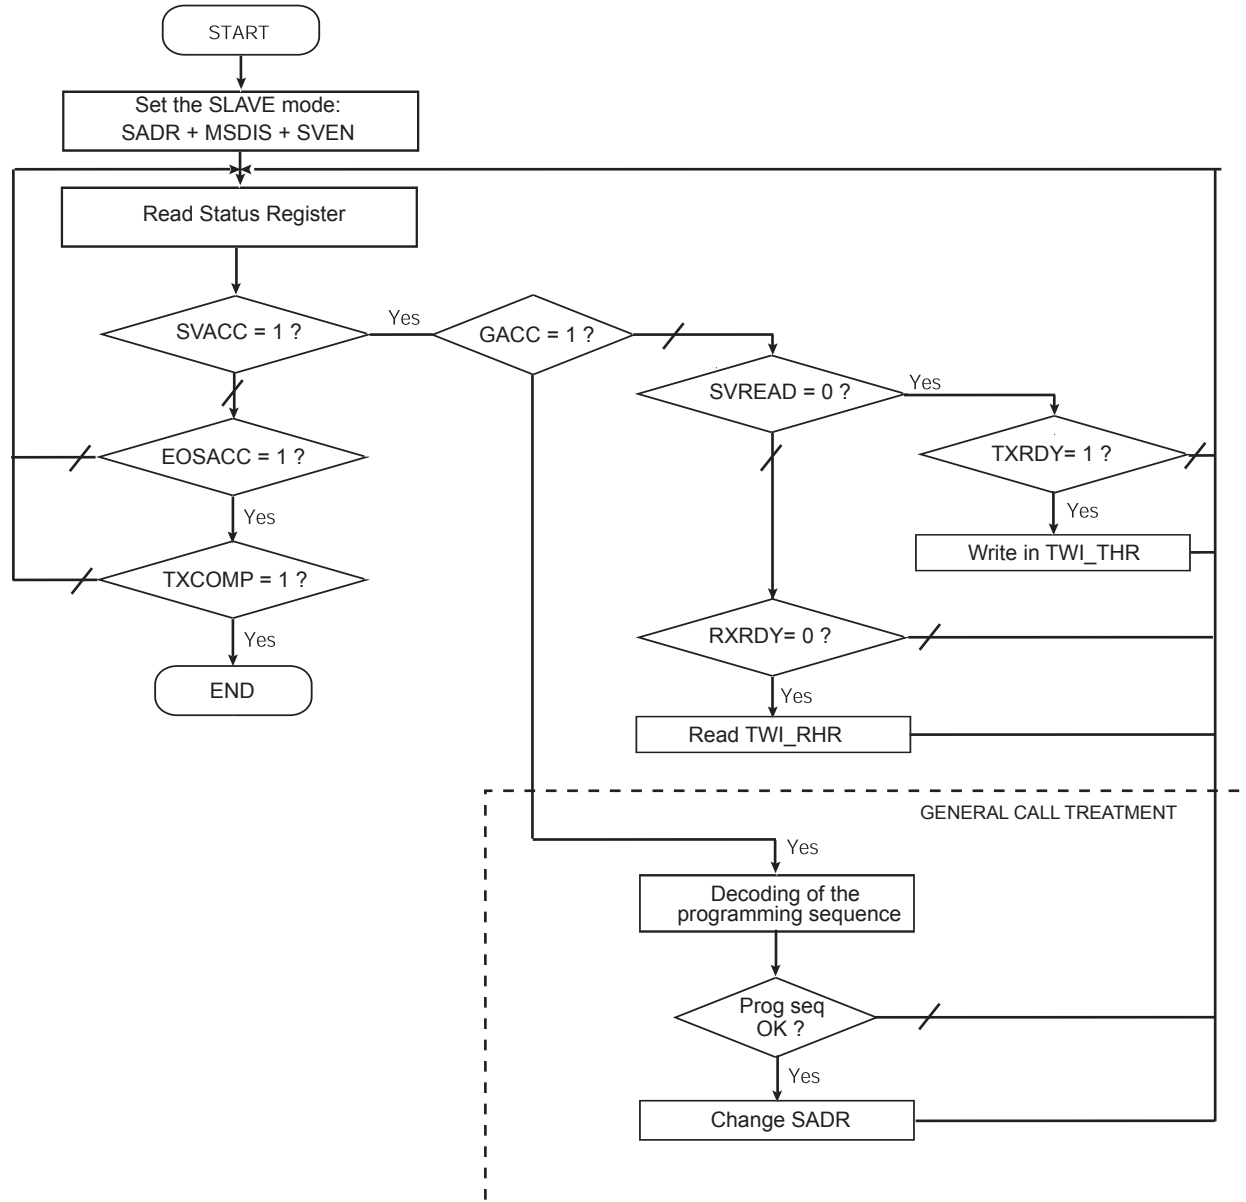 START
Set the SLAVE mode:
SADR + MSDIS + SVEN
Read Status Register
SVACC = 1 ?
Yes
GACC = 1 ?
SVREAD = 0 ?
Yes
EOSACC = 1 ?
TXRDY= 1 ?
Yes
Yes
Write in TWI_THR
TXCOMP = 1 ?
Yes
RXRDY= 0 ?
END
Yes
Read TWI_RHR
GENERAL CALL TREATMENT
Yes
Decoding of the
programming sequence
Prog seq
OK ?
Yes
Change SADR